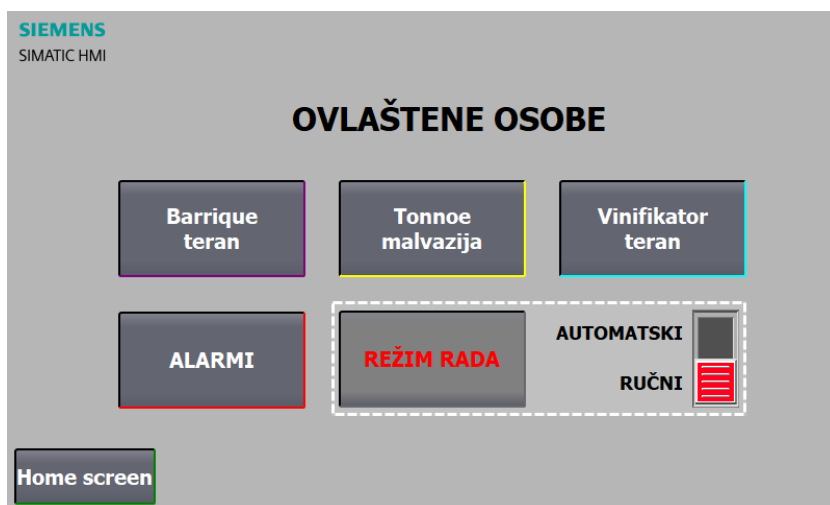 SIEMENS
SIMATIC HMI
OVLAŠTENE OSOBE
Barrique
teran
Tonnoe
malvazija
Vinifikator
teran
ALARMI
REŽIM RADA
AUTOMATSKI
RUČNI
Home screen